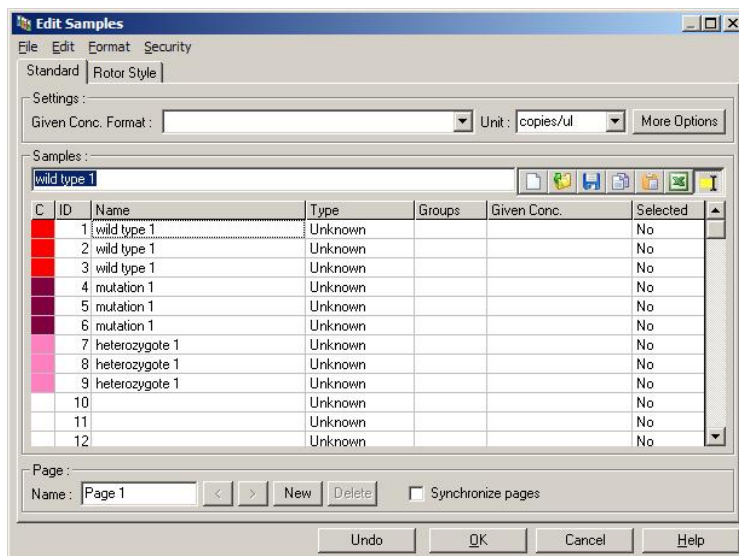 Edit Samples
File Edit Format Security
Standard Rotor Style
Settings :
Given Conc. Format : Unit : copies/ul More Options
Samples :
wild type 1
C ID Name Type Groups Given Conc. Selected
1 wild type 1 Unknown No
2 wild type 1 Unknown No
3 wild type 1 Unknown No
4 mutation 1 Unknown No
5 mutation 1 Unknown No
6 mutation 1 Unknown No
7 heterozygote 1 Unknown No
8 heterozygote 1 Unknown No
9 heterozygote 1 Unknown No
10 Unknown No
11 Unknown No
12 Unknown No
Page :
Name : Page 1 < > New Delete Synchronize pages
Undo OK Cancel Help